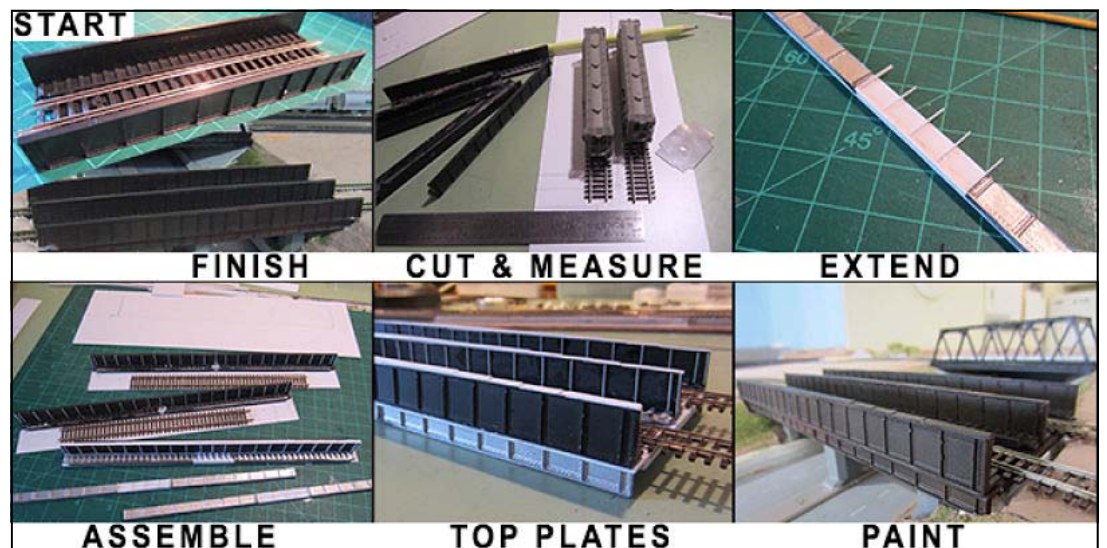 START
FINISH
CUT & MEASURE
EXTEND
60
45°
ASSEMBLE
TOP PLATES
PAINT